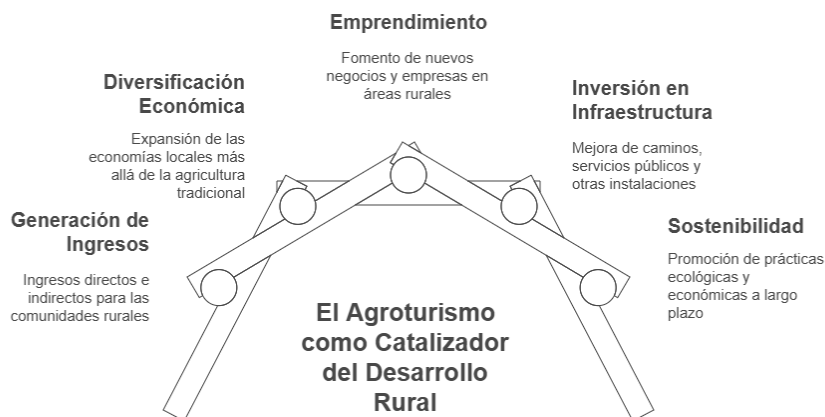 Emprendimiento
Fomento de nuevos
negocios y empresas en
áreas rurales
Diversificación
Económica
Expansión de las
economías locales más
allá de la agricultura
tradicional
Inversión en
Infraestructura
Mejora de caminos,
servicios públicos y
otras instalaciones
Generación de
Ingresos
Ingresos directos e
indirectos para las
comunidades rurales
Sostenibilidad
Promoción de prácticas
ecológicas y
económicas a largo
plazo
El Agroturismo
como Catalizador
del Desarrollo
Rural